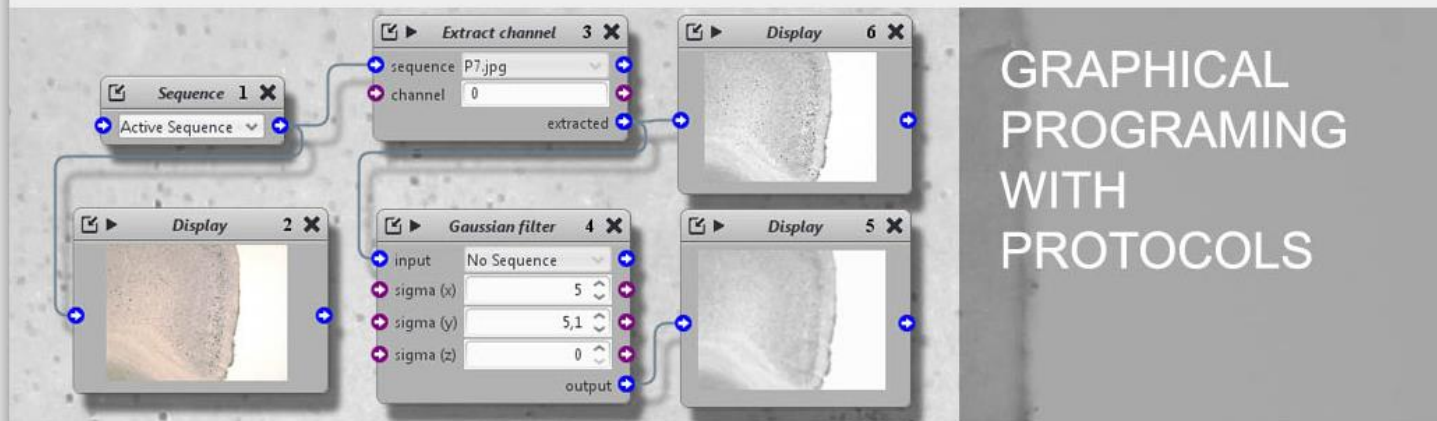 Sequence 1
Active Sequence
Display 2
Extract channel 3
sequence P7.jpg
channel 0
extracted
Gaussian filter 4
input No Sequence
sigma (x) 5
sigma (y) 5,1
sigma (z) 0
output
Display 6
Display 5
GRAPHICAL
PROGRAMING
WITH
PROTOCOLS